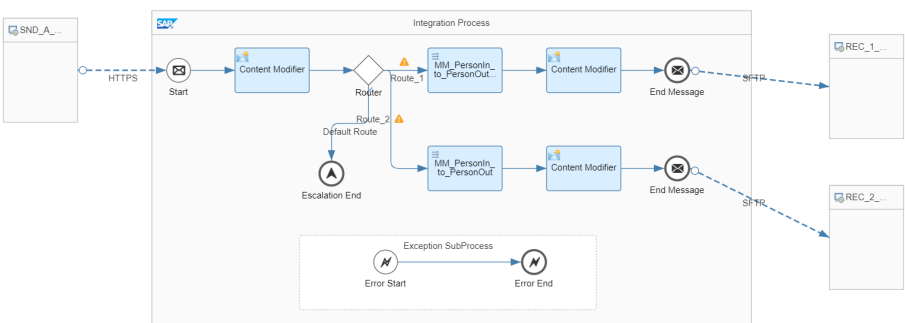 SAP
Integration Process
SND_A_...
HTTPS
Start
Content Modifier
Router
Route_1
MM_PersonIn_
to_PersonOut...
Content Modifier
End Message
SFTP
REC_1_...
Route_2
Default Route
Escalation End
MM_PersonIn_
to_PersonOut
Content Modifier
End Message
SFTP
REC_2_...
Exception SubProcess
Error Start
Error End